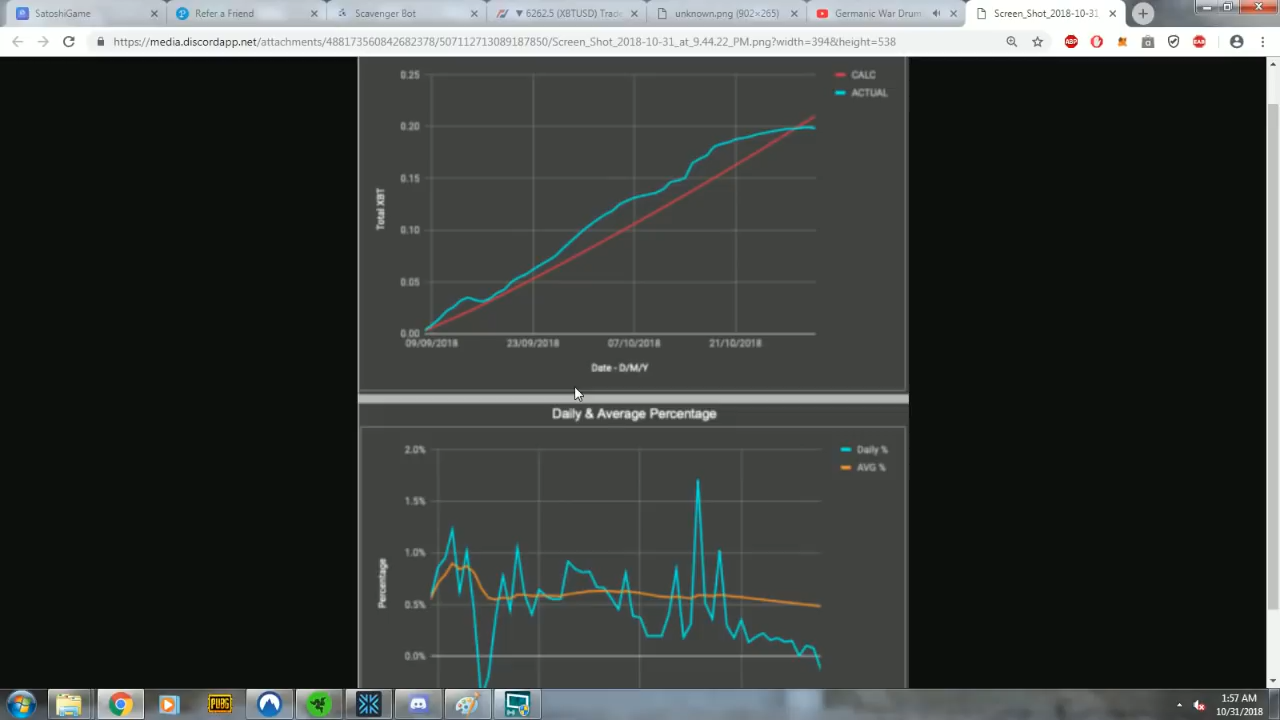 SatoshiGame
Refer a Friend
Scavenger Bot
▼ 6262.5 (XBTUSD) Trade
unknown.png (902×265)
Germanic War Drum
Screen_Shot_2018-10-31
https://media.discordapp.net/attachments/488173560842682379/507112713089187850/Screen_Shot_2018-10-31_at_9.44.22_PM.png?width=394&height=538
ABP
0.25
CALC
ACTUAL
0.20
0.15
Total XBT
0.10
0.05
0.00
09/09/2018
23/09/2018
07/10/2018
21/10/2018
Date - D/M/Y
Daily & Average Percentage
2.0%
Daily %
AVG %
1.5%
1.0%
Percentage
0.5%
0.0%
PUBG
1:57 AM
10/31/2018